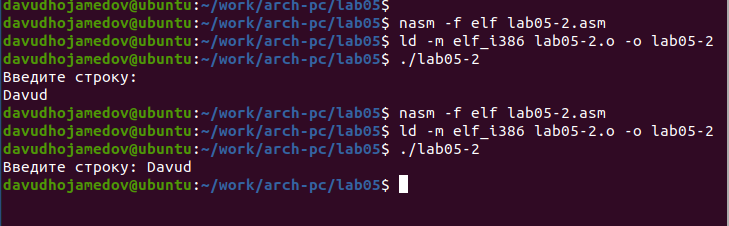 davudhojamedov@ubuntu:~/work/arch-pc/lab05$
davudhojamedov@ubuntu:~/work/arch-pc/lab05$ nasm -f elf lab05-2.asm
davudhojamedov@ubuntu:~/work/arch-pc/lab05$ ld -m elf_i386 lab05-2.o -o lab05-2
davudhojamedov@ubuntu:~/work/arch-pc/lab05$ ./lab05-2
Введите строку:
Davud
davudhojamedov@ubuntu:~/work/arch-pc/lab05$ nasm -f elf lab05-2.asm
davudhojamedov@ubuntu:~/work/arch-pc/lab05$ ld -m elf_i386 lab05-2.o -o lab05-2
davudhojamedov@ubuntu:~/work/arch-pc/lab05$ ./lab05-2
Введите строку: Davud
davudhojamedov@ubuntu:~/work/arch-pc/lab05$